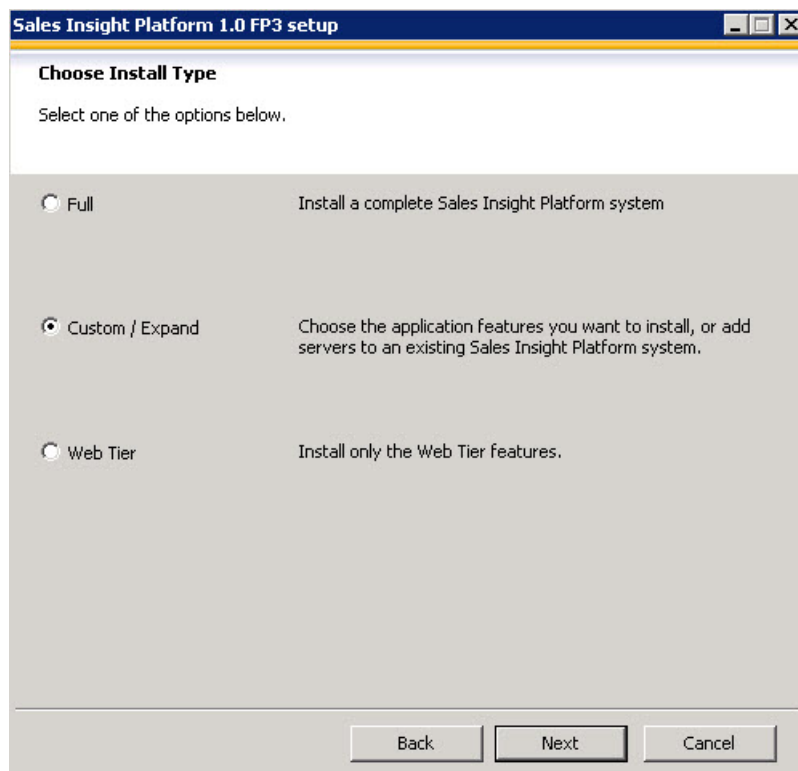 Sales Insight Platform 1.0 FP3 setup
Choose Install Type
Select one of the options below.
Full
Install a complete Sales Insight Platform system
Custom / Expand
Choose the application features you want to install, or add
servers to an existing Sales Insight Platform system.
Web Tier
Install only the Web Tier features.
Back
Next
Cancel